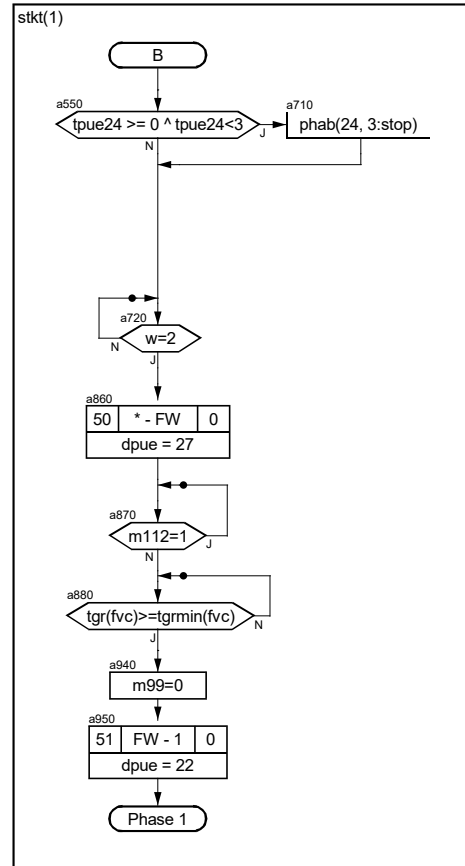 stkt(1)
B
a550
tpue24 >= 0 ^ tpue24<3
J
N
a710
phab(24, 3:stop)
a720
w=2
N
J
a860
50 * - FW 0
dpue = 27
a870
m112=1
J
N
a880
tgr(fvc)>=tgrmin(fvc)
N
J
a940
m99=0
a950
51 FW - 1 0
dpue = 22
Phase 1